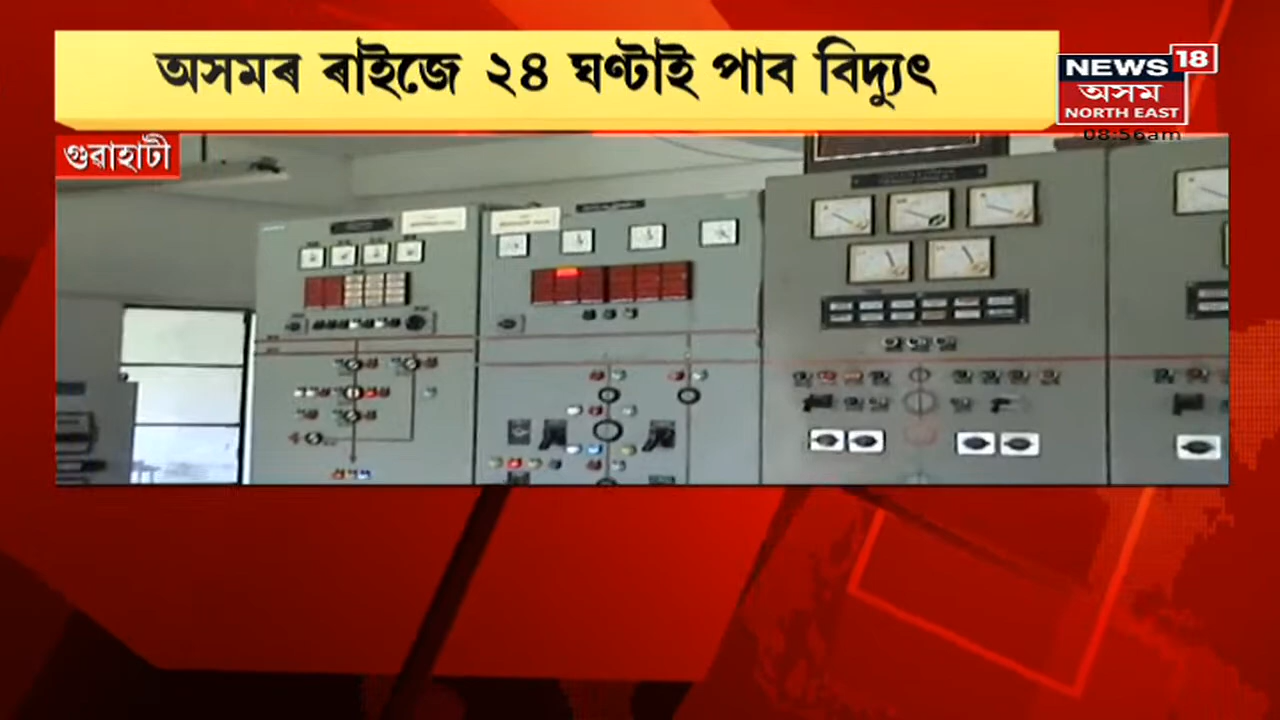 অসমৰ ৰাইজে ২৪ ঘণ্টাই পাব বিদ্যুৎ
NEWS 18
অসম
NORTH EAST
08:56am
গুৱাহাটী